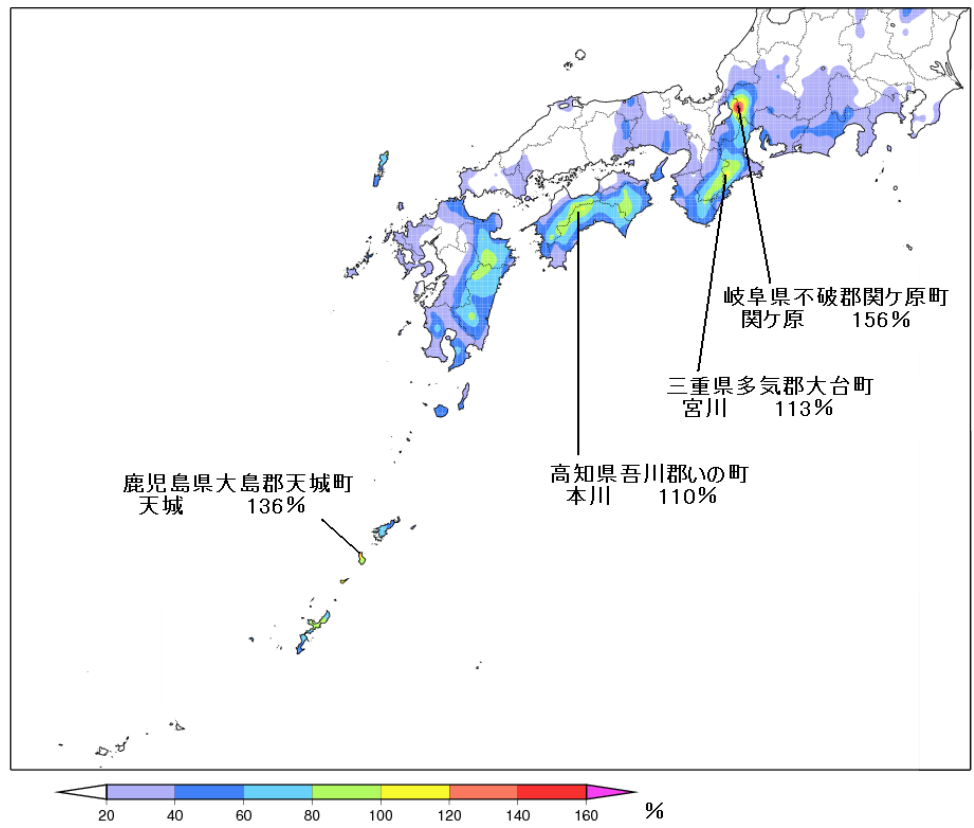 岐阜県不破郡関ケ原町
関ケ原 156%
三重県多気郡大台町
宮川 113%
高知県吾川郡いの町
本川 110%
鹿児島県大島郡天城町
天城 136%
20 40 60 80 100 120 140 160 %